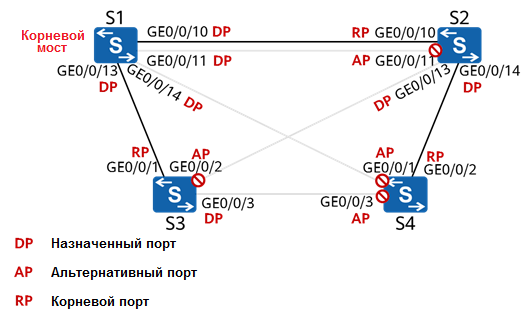 S1
S2
Корневой
мост
GE0/0/10 DP
RP GE0/0/10
GE0/0/11 DP
AP GE0/0/11
GE0/0/13
DP
GE0/0/14 DP
DP GE0/0/13
GE0/0/14
DP
RP
GE0/0/1
AP
GE0/0/2
AP
GE0/0/1
RP
GE0/0/2
S
S
S
S
GE0/0/3
DP
GE0/0/3
AP
S3
S4
DP Назначенный порт
AP Альтернативный порт
RP Корневой порт